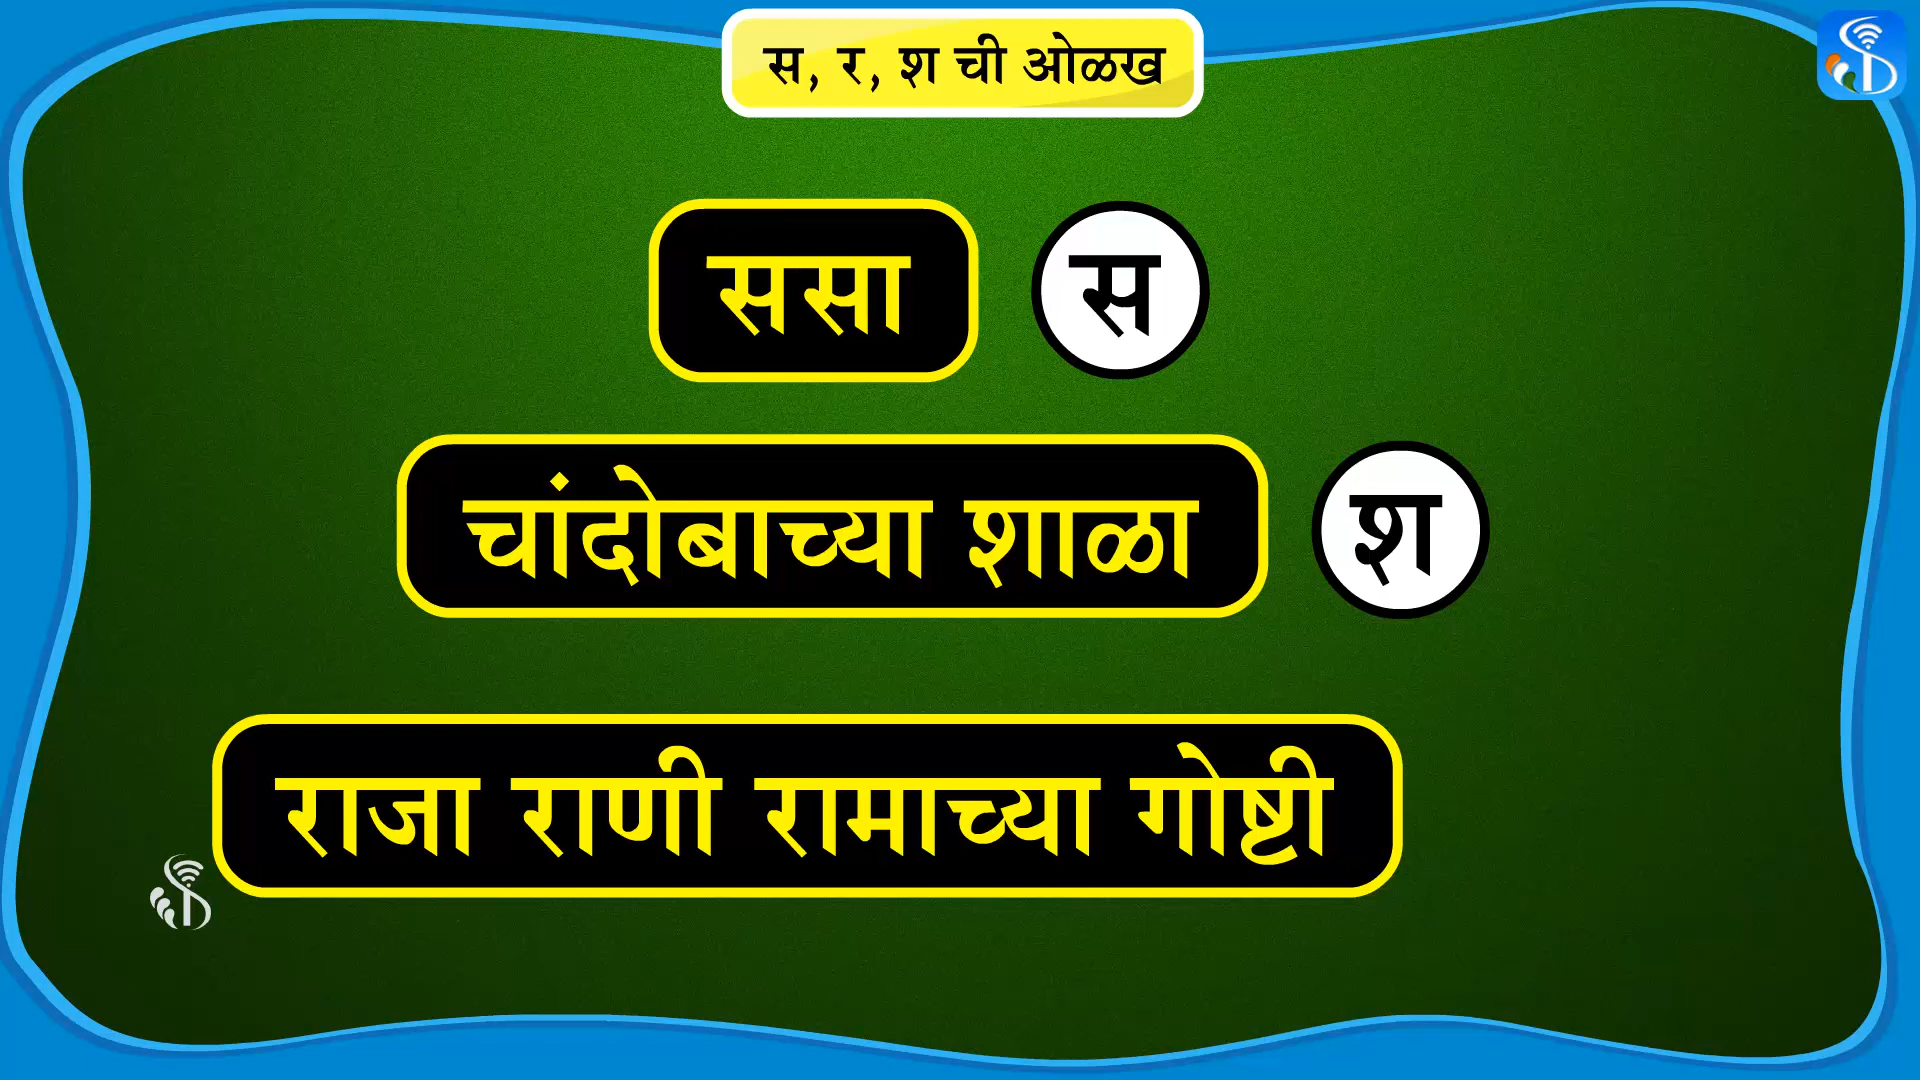 स, र, श ची ओळख
ससा स
चांदोबाच्या शाळा श
राजा राणी रामाच्या गोष्टी